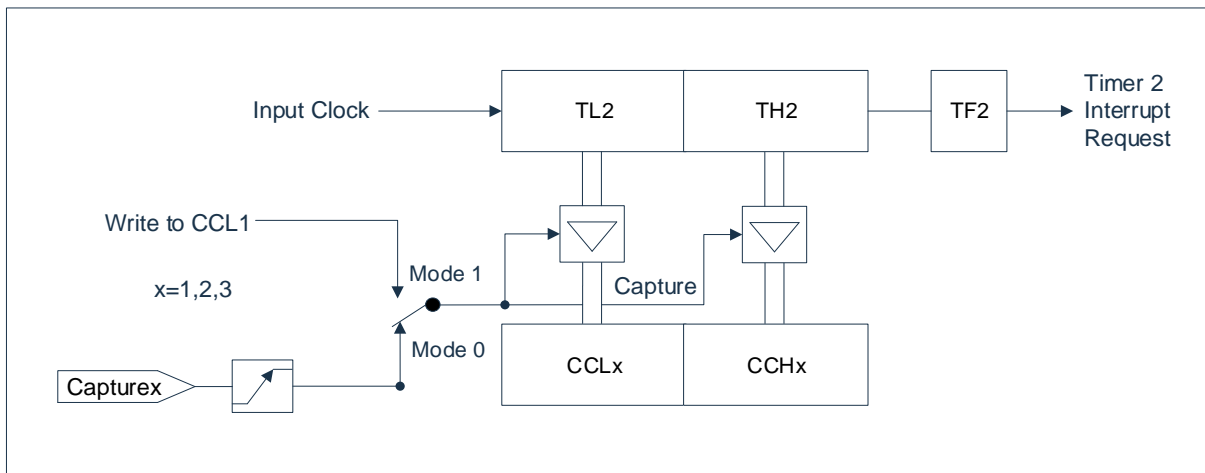 Input Clock
TL2
TH2
TF2
Timer 2
Interrupt
Request
Write to CCL1
Mode 1
Capture
x=1,2,3
Mode 0
CCLx
CCHx
Capturex